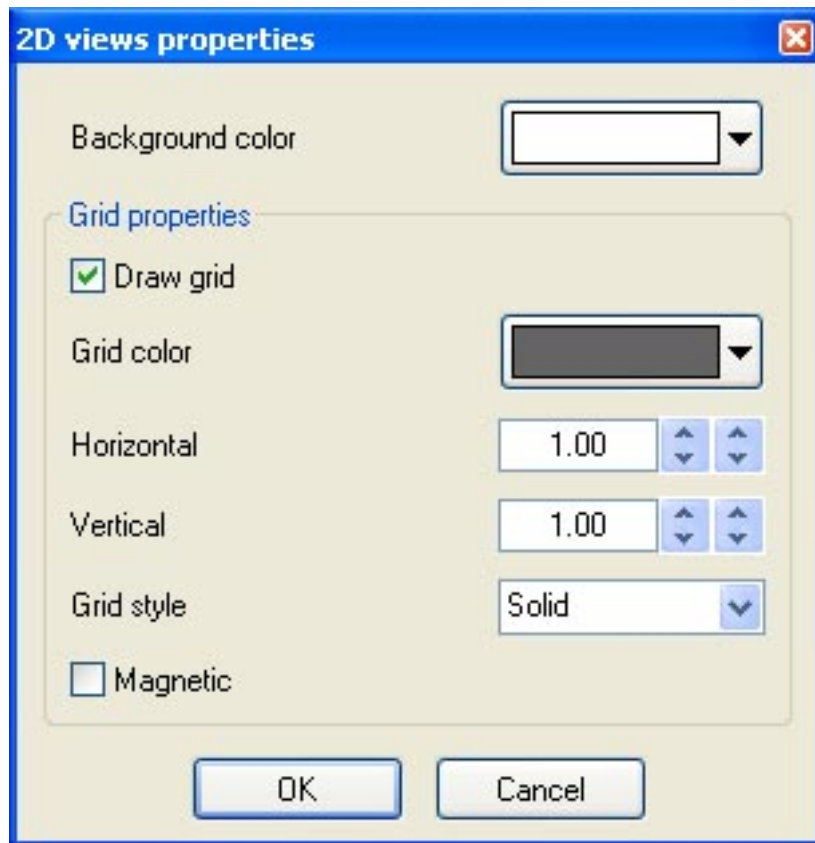 2D views properties
Background color
Grid properties
Draw grid
Grid color
Horizontal 1.00
Vertical 1.00
Grid style Solid
Magnetic
OK Cancel